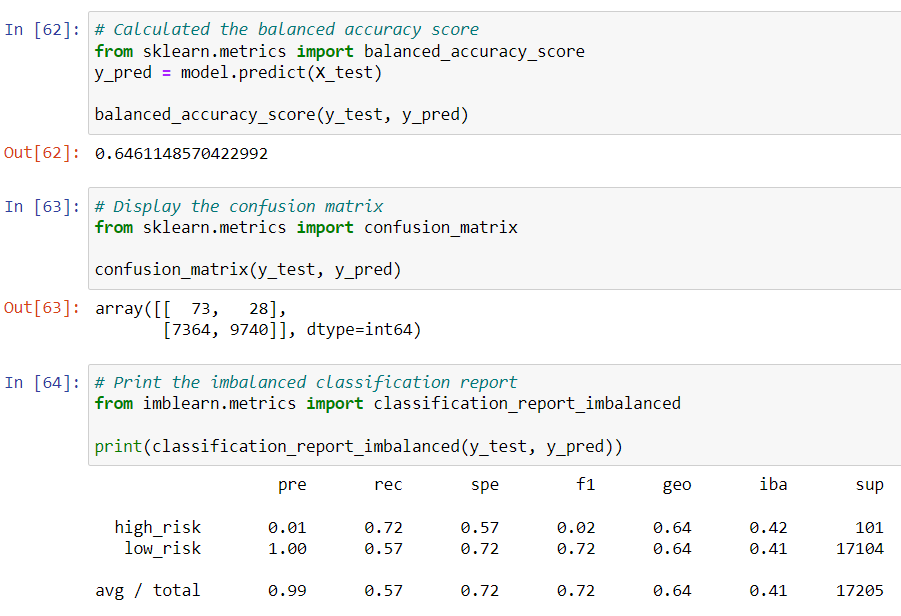 In [62]: # Calculated the balanced accuracy score
from sklearn.metrics import balanced_accuracy_score
y_pred = model.predict(X_test)
balanced_accuracy_score(y_test, y_pred)
Out[62]: 0.6461148570422992
In [63]: # Display the confusion matrix
from sklearn.metrics import confusion_matrix
confusion_matrix(y_test, y_pred)
Out[63]: array([[  73,   28],
[7364, 9740]], dtype=int64)
In [64]: # Print the imbalanced classification report
from imblearn.metrics import classification_report_imbalanced
print(classification_report_imbalanced(y_test, y_pred))
pre rec spe f1 geo iba sup
high_risk 0.01 0.72 0.57 0.02 0.64 0.42 101
low_risk 1.00 0.57 0.72 0.72 0.64 0.41 17104
avg / total 0.99 0.57 0.72 0.72 0.64 0.41 17205